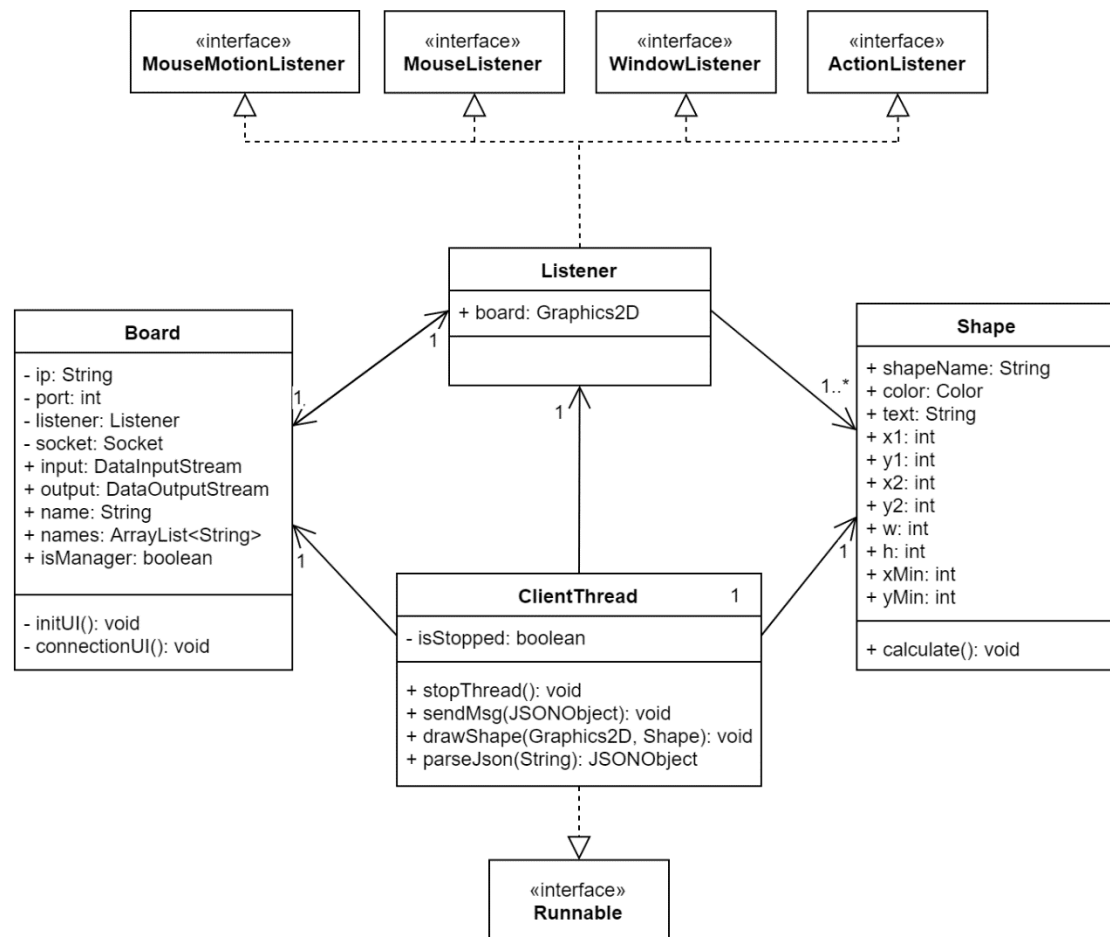 «interface»
MouseMotionListener
«interface»
MouseListener
«interface»
WindowListener
«interface»
ActionListener
Listener
+ board: Graphics2D
1
1.
1..*
1
Board
- ip: String
- port: int
- listener: Listener
- socket: Socket
+ input: DataInputStream
+ output: DataOutputStream
+ name: String
+ names: ArrayList<String>
+ isManager: boolean
- initUI(): void
- connectionUI(): void
1
Shape
+ shapeName: String
+ color: Color
+ text: String
+ x1: int
+ y1: int
+ x2: int
+ y2: int
+ w: int
+ h: int
+ xMin: int
+ yMin: int
+ calculate(): void
1
ClientThread
1
- isStopped: boolean
+ stopThread(): void
+ sendMsg(JSONObject): void
+ drawShape(Graphics2D, Shape): void
+ parseJson(String): JSONObject
«interface»
Runnable